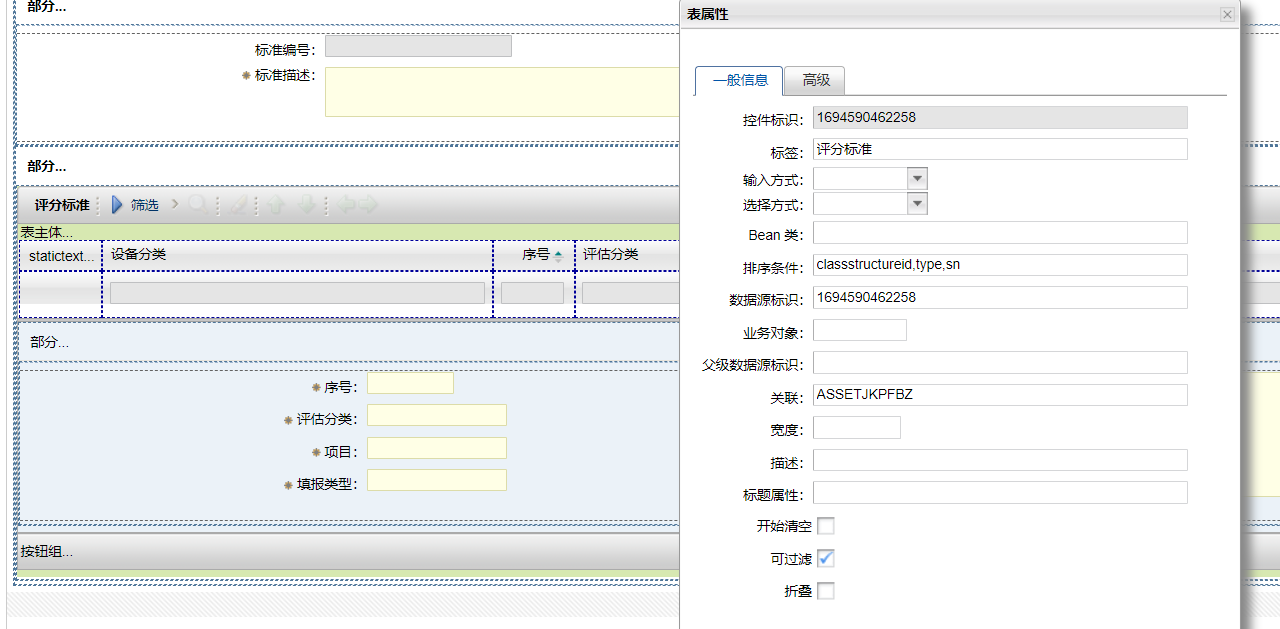 部分...
标准编号：
标准描述：
部分...
评分标准 筛选
表主体...
statictext... 设备分类 序号 评估分类
部分...
序号：
评估分类：
项目：
填报类型：
按钮组...
表属性
一般信息 高级
控件标识： 1694590462258
标签： 评分标准
输入方式：
选择方式：
Bean 类：
排序条件： classstructureid,type,sn
数据源标识： 1694590462258
业务对象：
父级数据源标识：
关联： ASSETJKPFBZ
宽度：
描述：
标题属性：
开始清空
可过滤
折叠